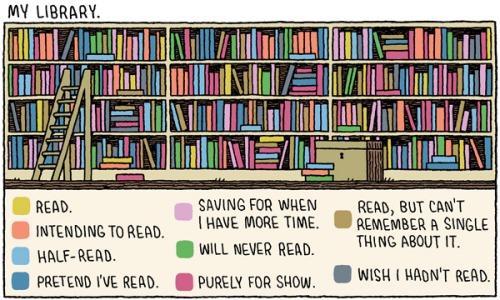 MY LIBRARY.
READ.
INTENDING TO READ.
HALF-READ.
PRETEND I'VE READ.
SAVING FOR WHEN
I HAVE MORE TIME.
WILL NEVER READ.
PURELY FOR SHOW.
READ, BUT CAN'T
REMEMBER A SINGLE
THING ABOUT IT.
WISH I HADN'T READ.